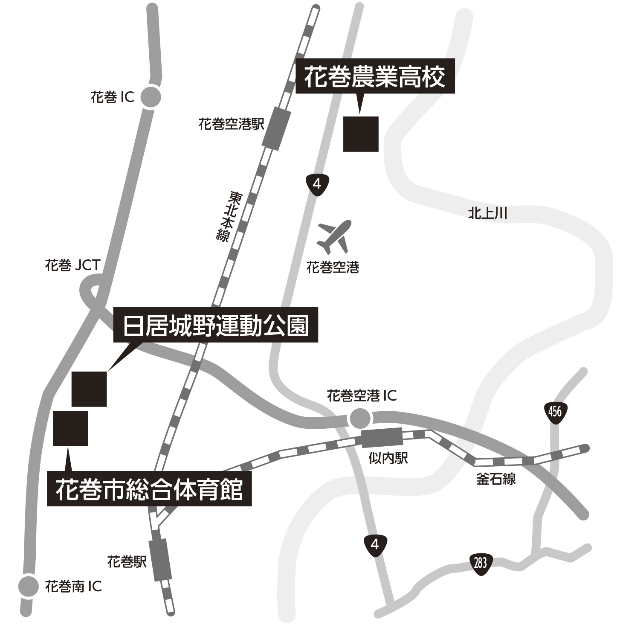 花巻農業高校
花巻 IC
花巻空港駅
4
東北本線
北上川
花巻空港
花巻 JCT
日居城野運動公園
花巻空港 IC
456
似内駅
釜石線
花巻市総合体育館
4
花巻駅
283
花巻南 IC